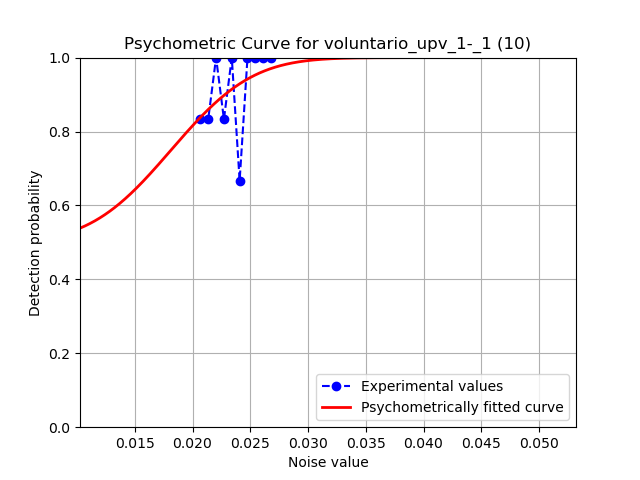 Psychometric Curve for voluntario_upv_1-_1 (10)
1.0
0.8
0.6
0.4
0.2
0.0
Detection probability
0.015 0.020 0.025 0.030 0.035 0.040 0.045 0.050
Noise value
Experimental values
Psychometrically fitted curve